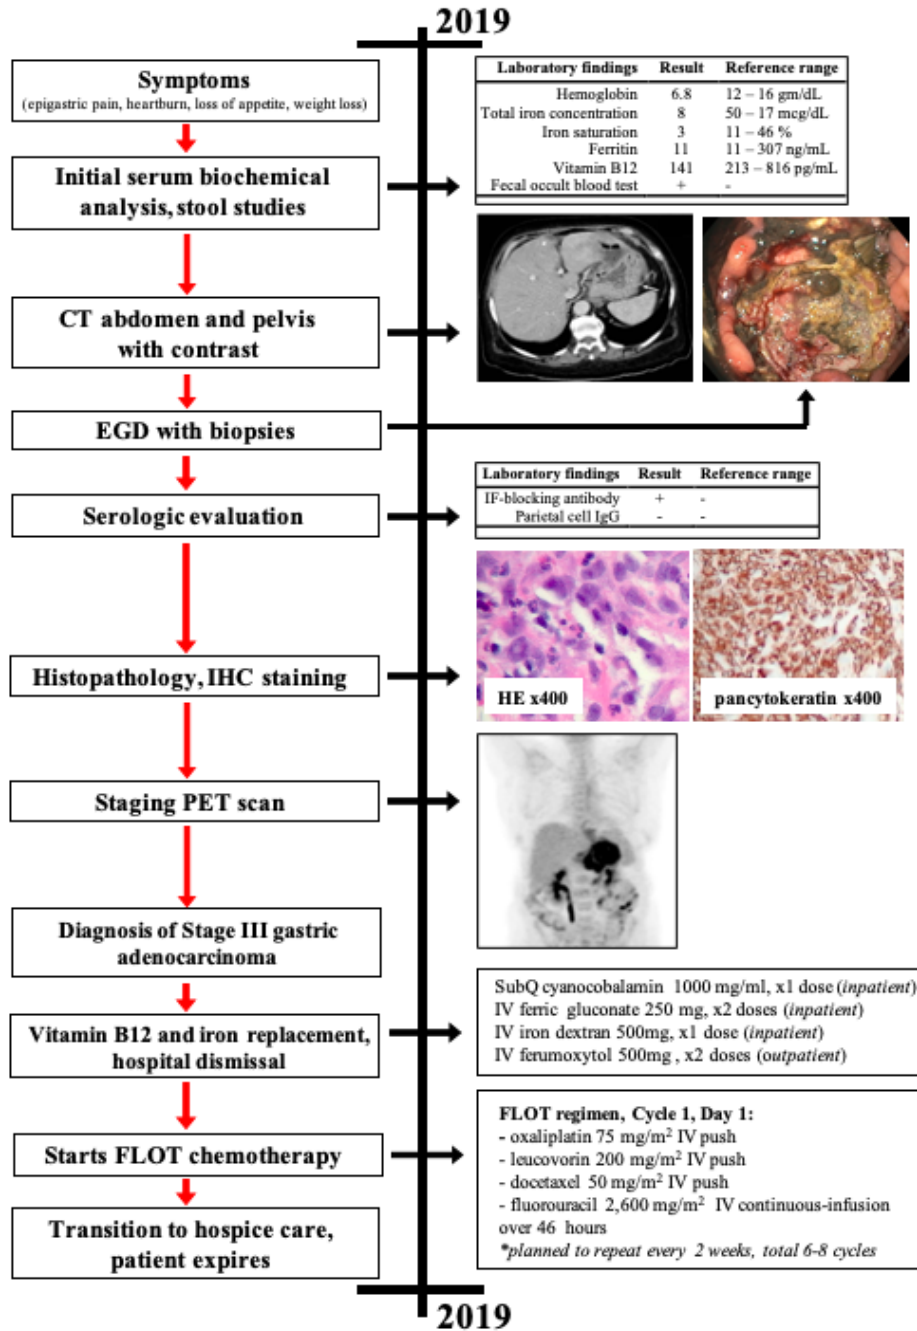 2019
Symptoms
(epigastric pain, heartburn, loss of appetite, weight loss)
Initial serum biochemical
analysis, stool studies
Laboratory findings Result Reference range
Hemoglobin 6.8 12 – 16 gm/dL
Total iron concentration 8 50 – 17 mcg/dL
Iron saturation 3 11 – 46 %
Ferritin 11 11 – 307 ng/mL
Vitamin B12 141 213 – 816 pg/mL
Fecal occult blood test + -
CT abdomen and pelvis
with contrast
EGD with biopsies
Serologic evaluation
Laboratory findings Result Reference range
IF-blocking antibody + -
Parietal cell IgG - -
Histopathology, IHC staining
HE x400
pancytokeratin x400
Staging PET scan
Diagnosis of Stage III gastric
adenocarcinoma
Vitamin B12 and iron replacement,
hospital dismissal
SubQ cyanocobalamin 1000 mg/ml, x1 dose (inpatient)
IV ferric gluconate 250 mg, x2 doses (inpatient)
IV iron dextran 500mg, x1 dose (inpatient)
IV ferumoxytol 500mg , x2 doses (outpatient)
Starts FLOT chemotherapy
FLOT regimen, Cycle 1, Day 1:
- oxaliplatin 75 mg/m² IV push
- leucovorin 200 mg/m² IV push
- docetaxel 50 mg/m² IV push
- fluorouracil 2,600 mg/m² IV continuous-infusion
over 46 hours
*planned to repeat every 2 weeks, total 6-8 cycles
Transition to hospice care,
patient expires
2019